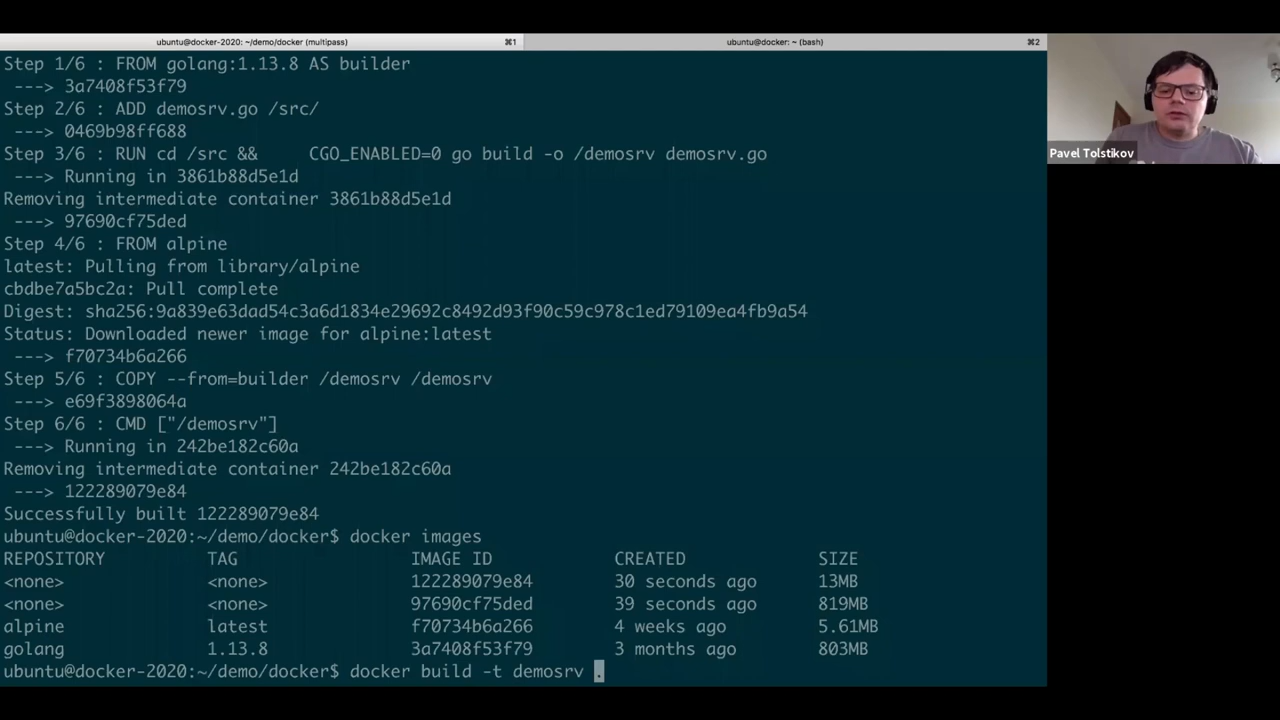 ubuntu@docker-2020: ~/demo/docker (multipass) ⌘1 ubuntu@docker: ~ (bash) ⌘2
Step 1/6 : FROM golang:1.13.8 AS builder
---> 3a7408f53f79
Step 2/6 : ADD demosrv.go /src/
---> 0469b98ff688
Step 3/6 : RUN cd /src &&     CGO_ENABLED=0 go build -o /demosrv demosrv.go
---> Running in 3861b88d5e1d
Removing intermediate container 3861b88d5e1d
---> 97690cf75ded
Step 4/6 : FROM alpine
latest: Pulling from library/alpine
cbdbe7a5bc2a: Pull complete
Digest: sha256:9a839e63dad54c3a6d1834e29692c8492d93f90c59c978c1ed79109ea4fb9a54
Status: Downloaded newer image for alpine:latest
---> f70734b6a266
Step 5/6 : COPY --from=builder /demosrv /demosrv
---> e69f3898064a
Step 6/6 : CMD ["/demosrv"]
---> Running in 242be182c60a
Removing intermediate container 242be182c60a
---> 122289079e84
Successfully built 122289079e84
ubuntu@docker-2020:~/demo/docker$ docker images
REPOSITORY TAG IMAGE ID CREATED SIZE
<none> <none> 122289079e84 30 seconds ago 13MB
<none> <none> 97690cf75ded 39 seconds ago 819MB
alpine latest f70734b6a266 4 weeks ago 5.61MB
golang 1.13.8 3a7408f53f79 3 months ago 803MB
ubuntu@docker-2020:~/demo/docker$ docker build -t demosrv .
Pavel Tolstikov